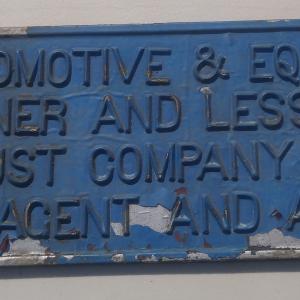 OMOTIVE & EQ
NER AND LESS
UST COMPANY
AGENT AND A